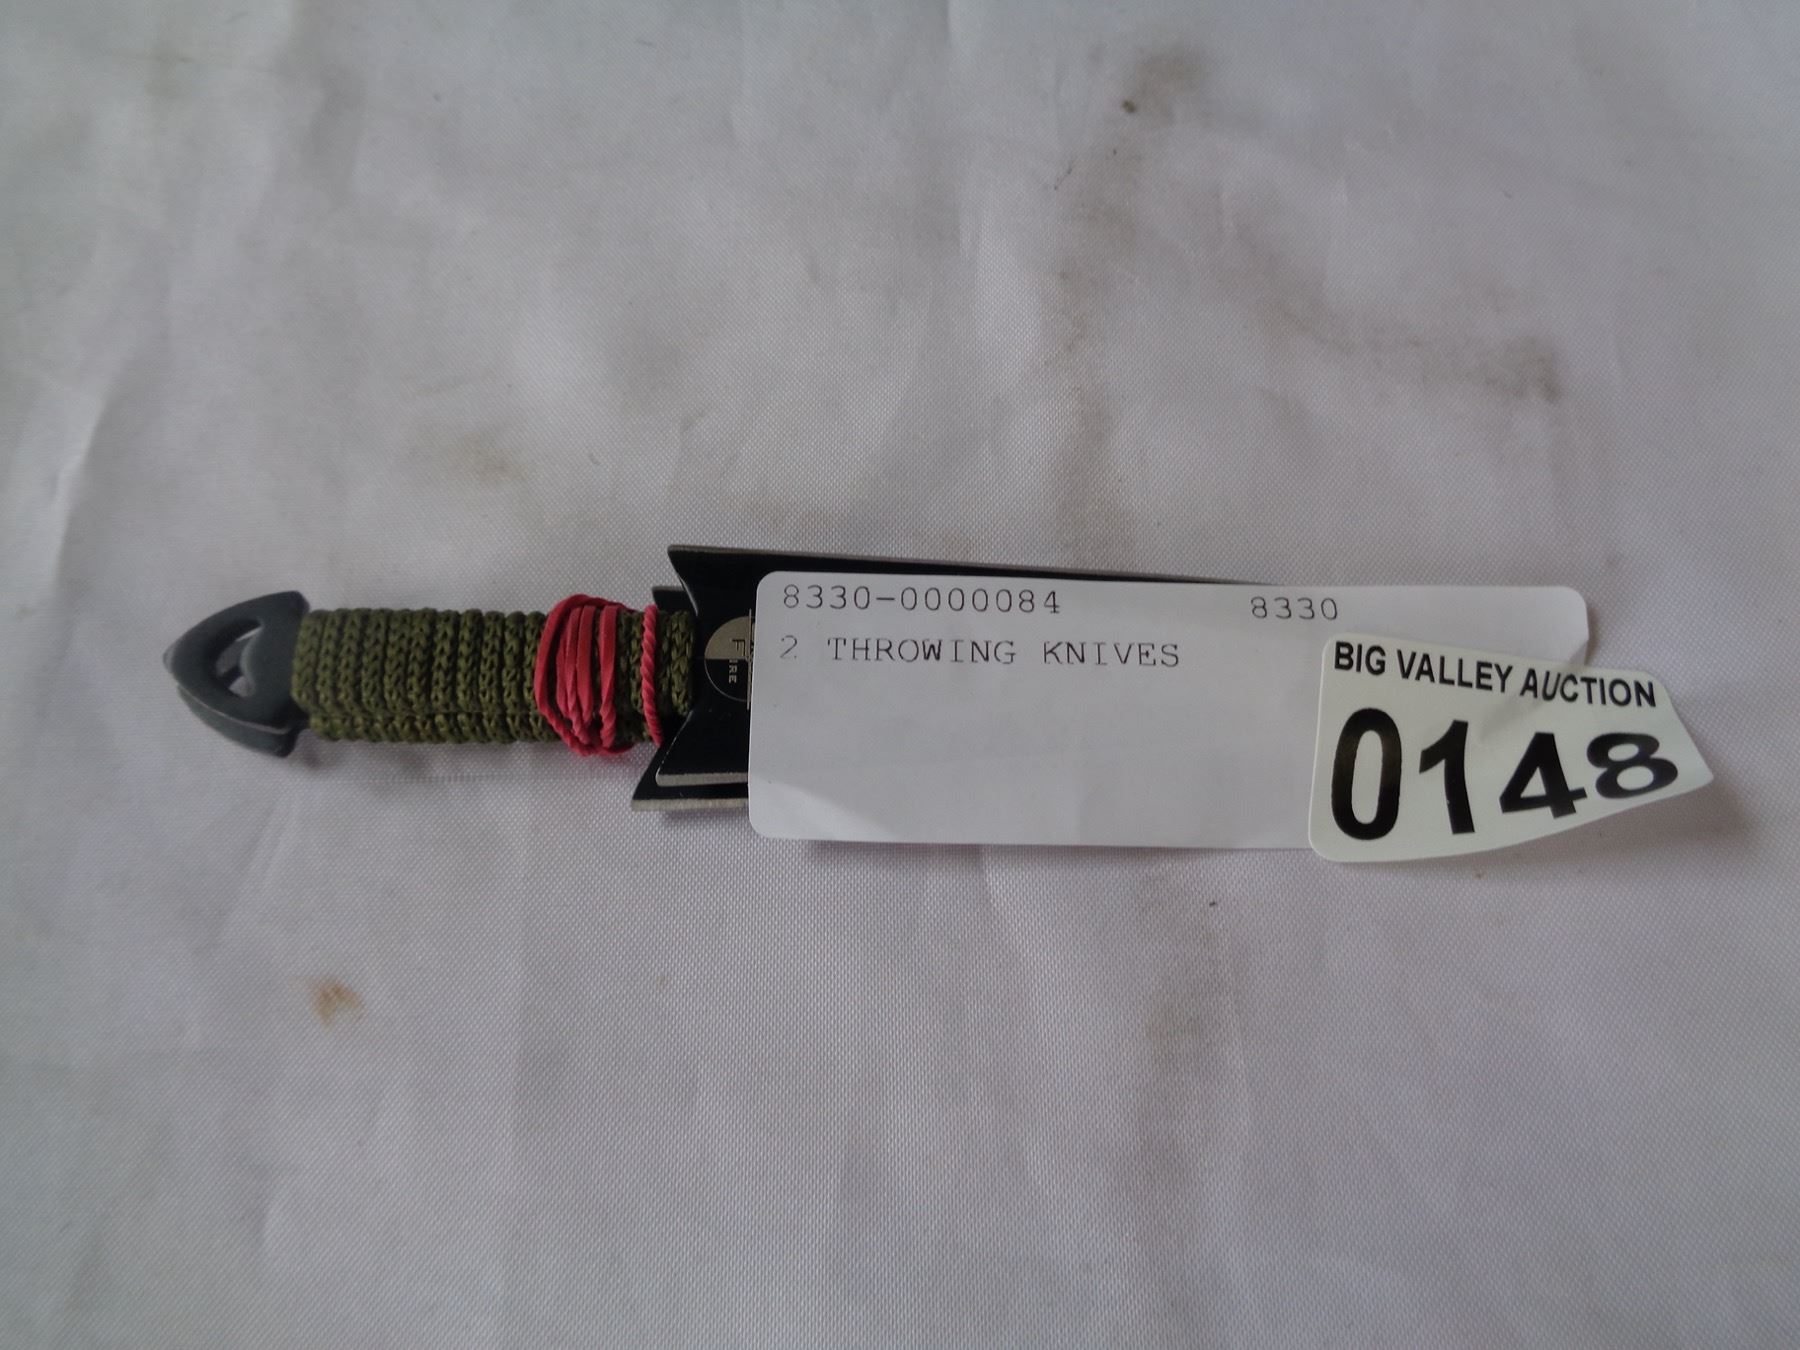 8330-0000084 8330
2 THROWING KNIVES
BIG VALLEY AUCTION
0148